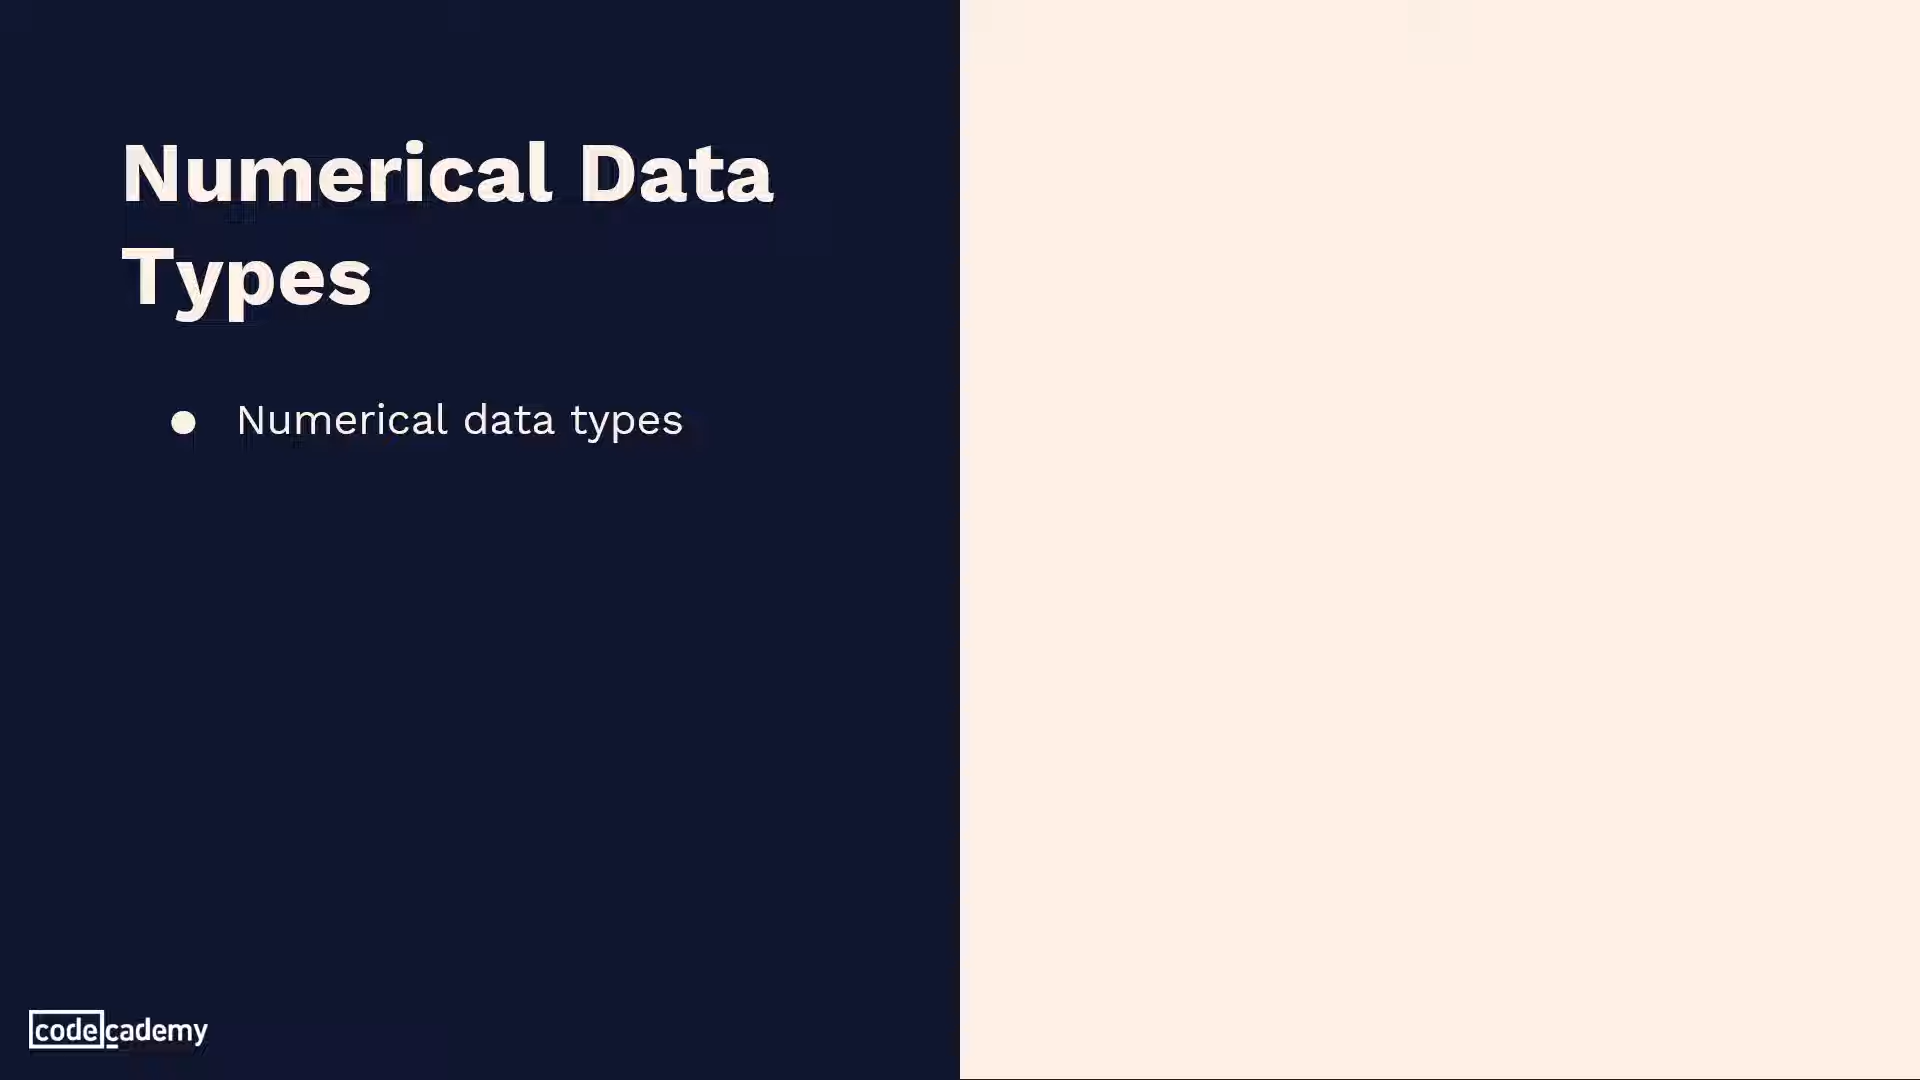 Numerical Data
Types
● Numerical data types
codecademy